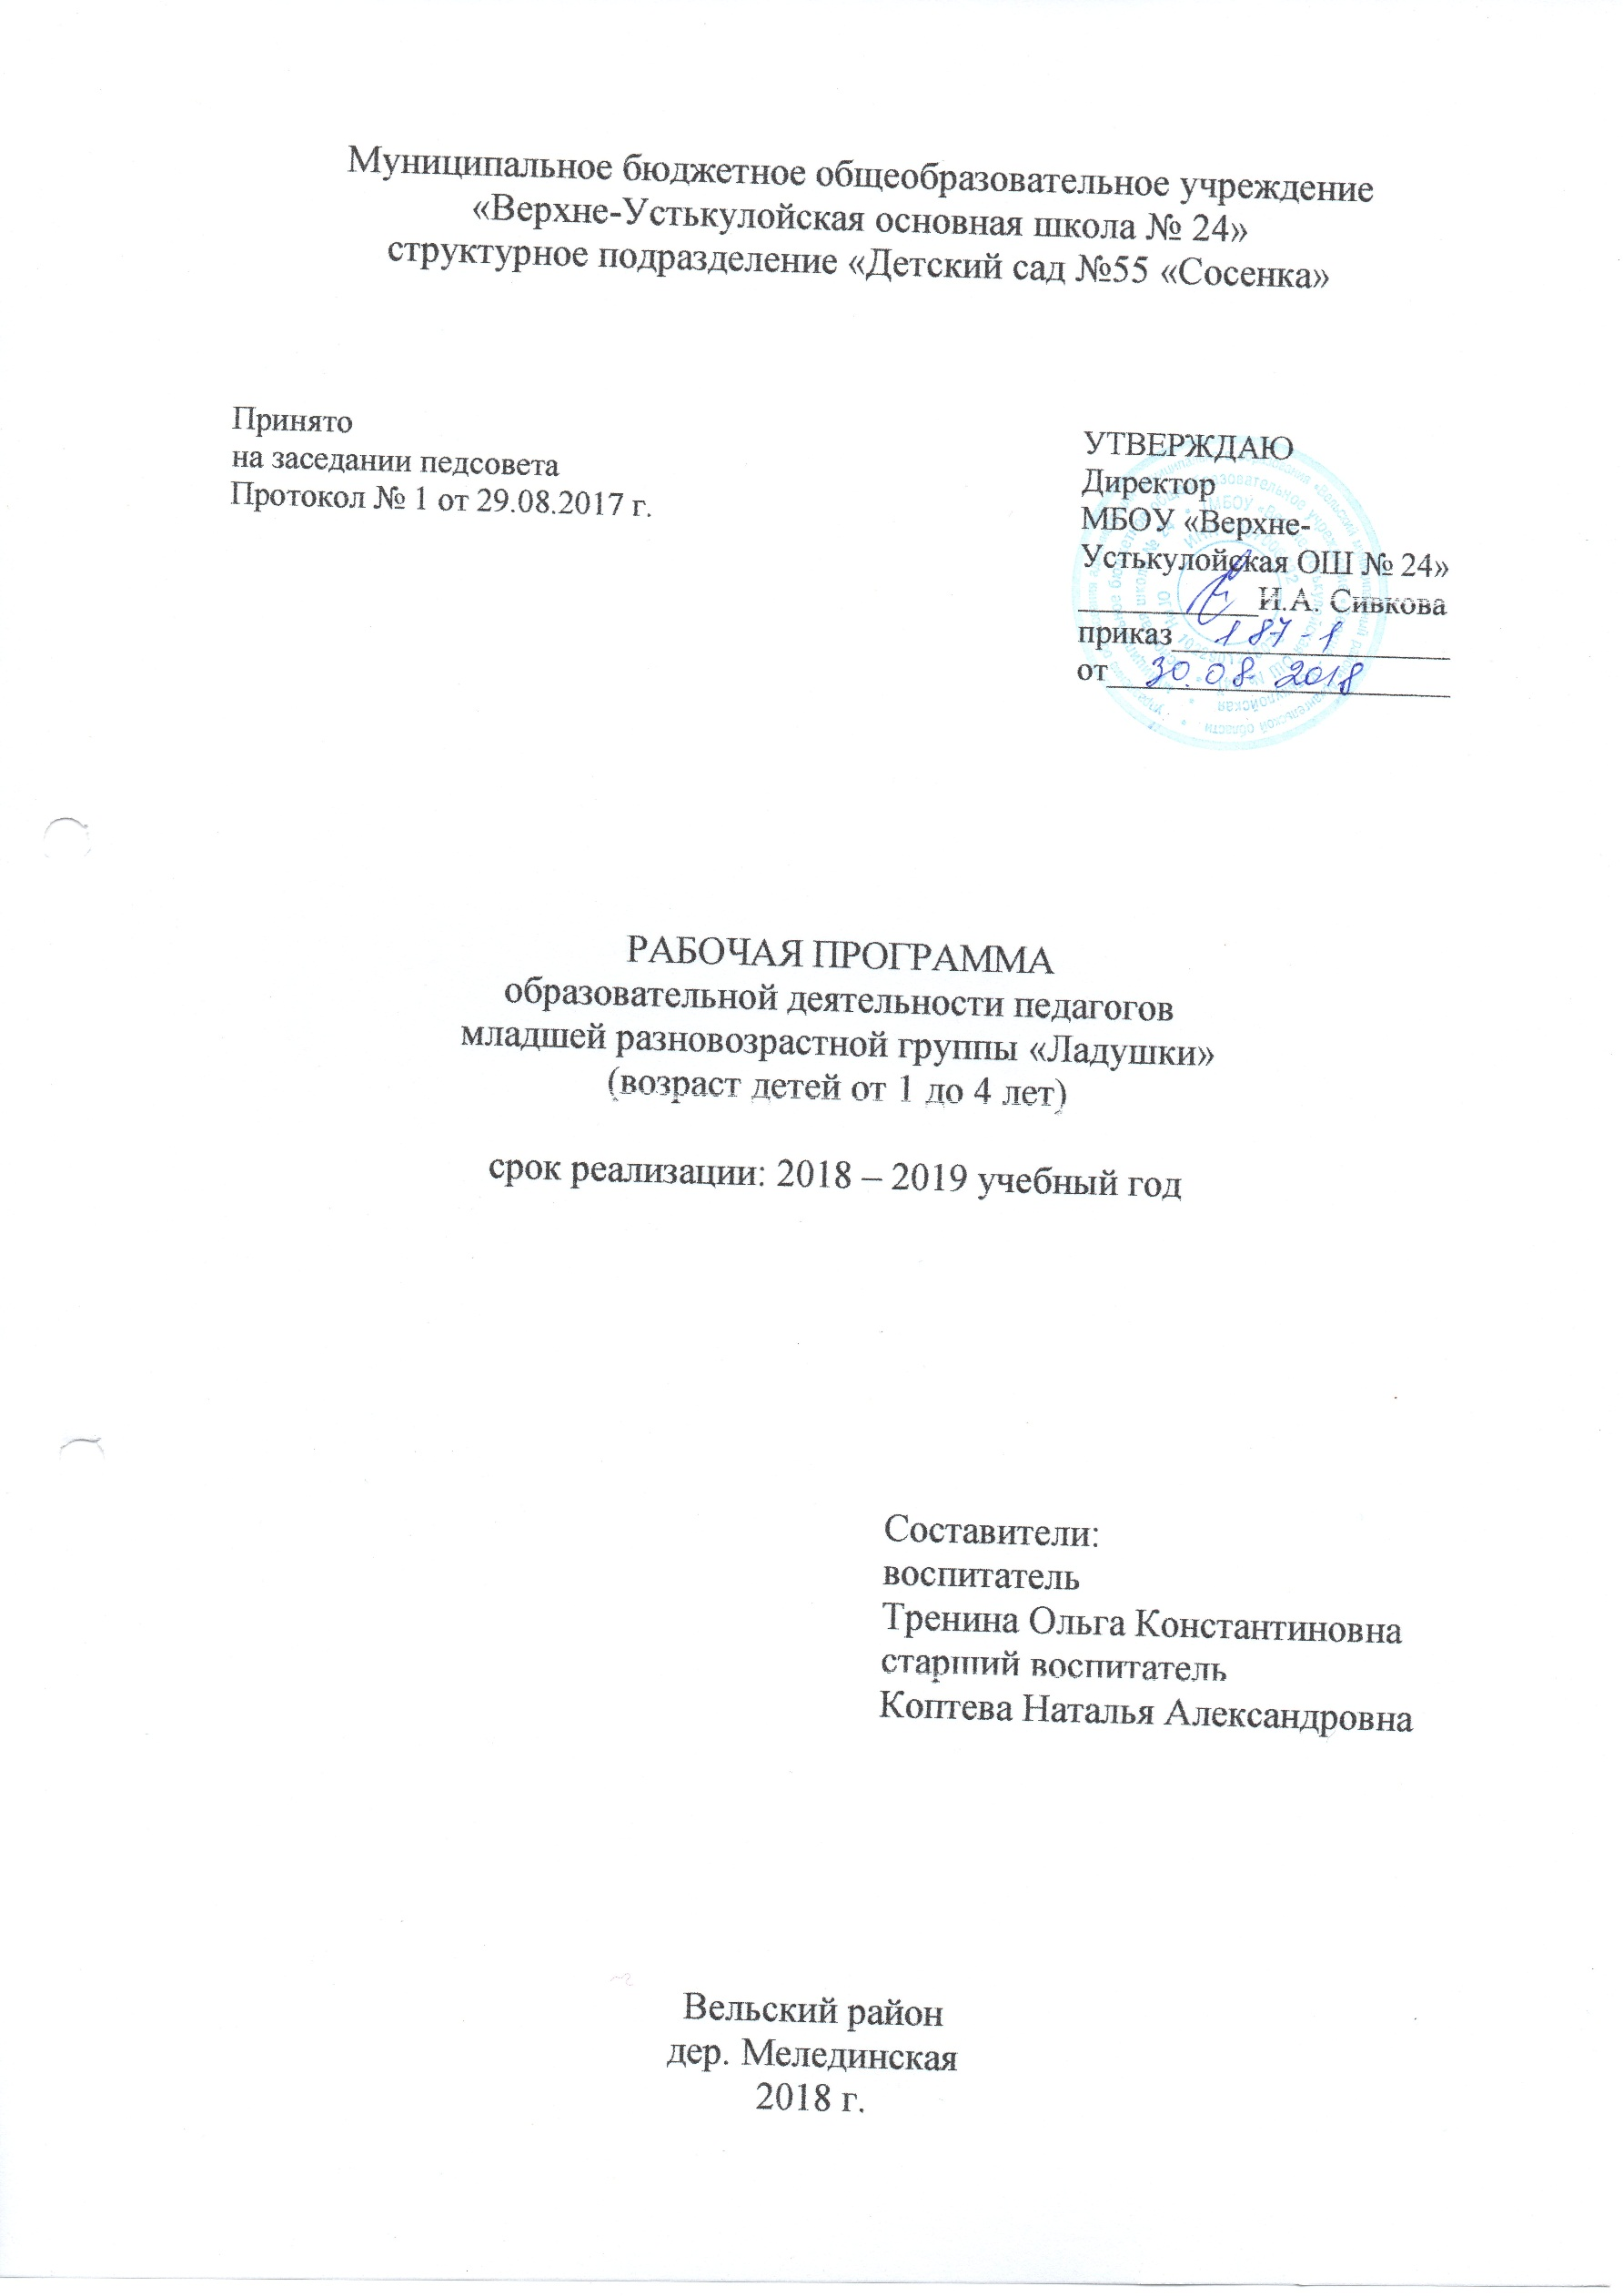 Муниципальное бюджетное общеобразовательное учреждение
«Верхне-Устькулойская основная школа № 24»
структурное подразделение «Детский сад №55 «Сосенка»
Принято
на заседании педсовета
Протокол № 1 от 29.08.2017 г.
УТВЕРЖДАЮ
Директор
МБОУ «Верхне-
Устькулойская ОШ № 24»
___________И.А. Сивкова
приказ 187-1
от 30.08.2018
РАБОЧАЯ ПРОГРАММА
образовательной деятельности педагогов
младшей разновозрастной группы «Ладушки»
(возраст детей от 1 до 4 лет)
срок реализации: 2018 – 2019 учебный год
Составители:
воспитатель
Тренина Ольга Константиновна
старший воспитатель
Коптева Наталья Александровна
Вельский район
дер. Мелединская
2018 г.